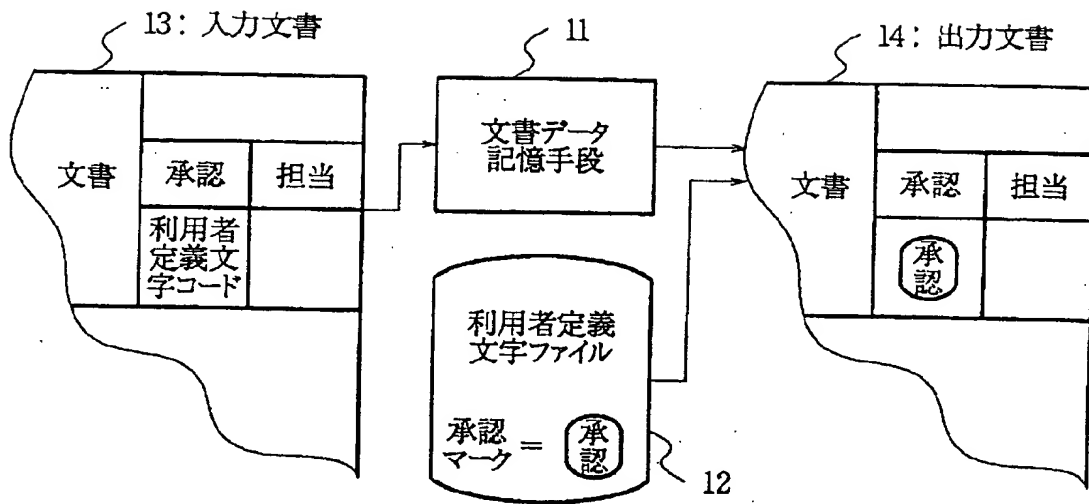 13: 入力文書
文書
承認
担当
利用者
定義文
字コード
11
文書データ
記憶手段
利用者定義
文字ファイル
承認
マーク
=
承
認
12
14: 出力文書
文書
承認
担当
承
認